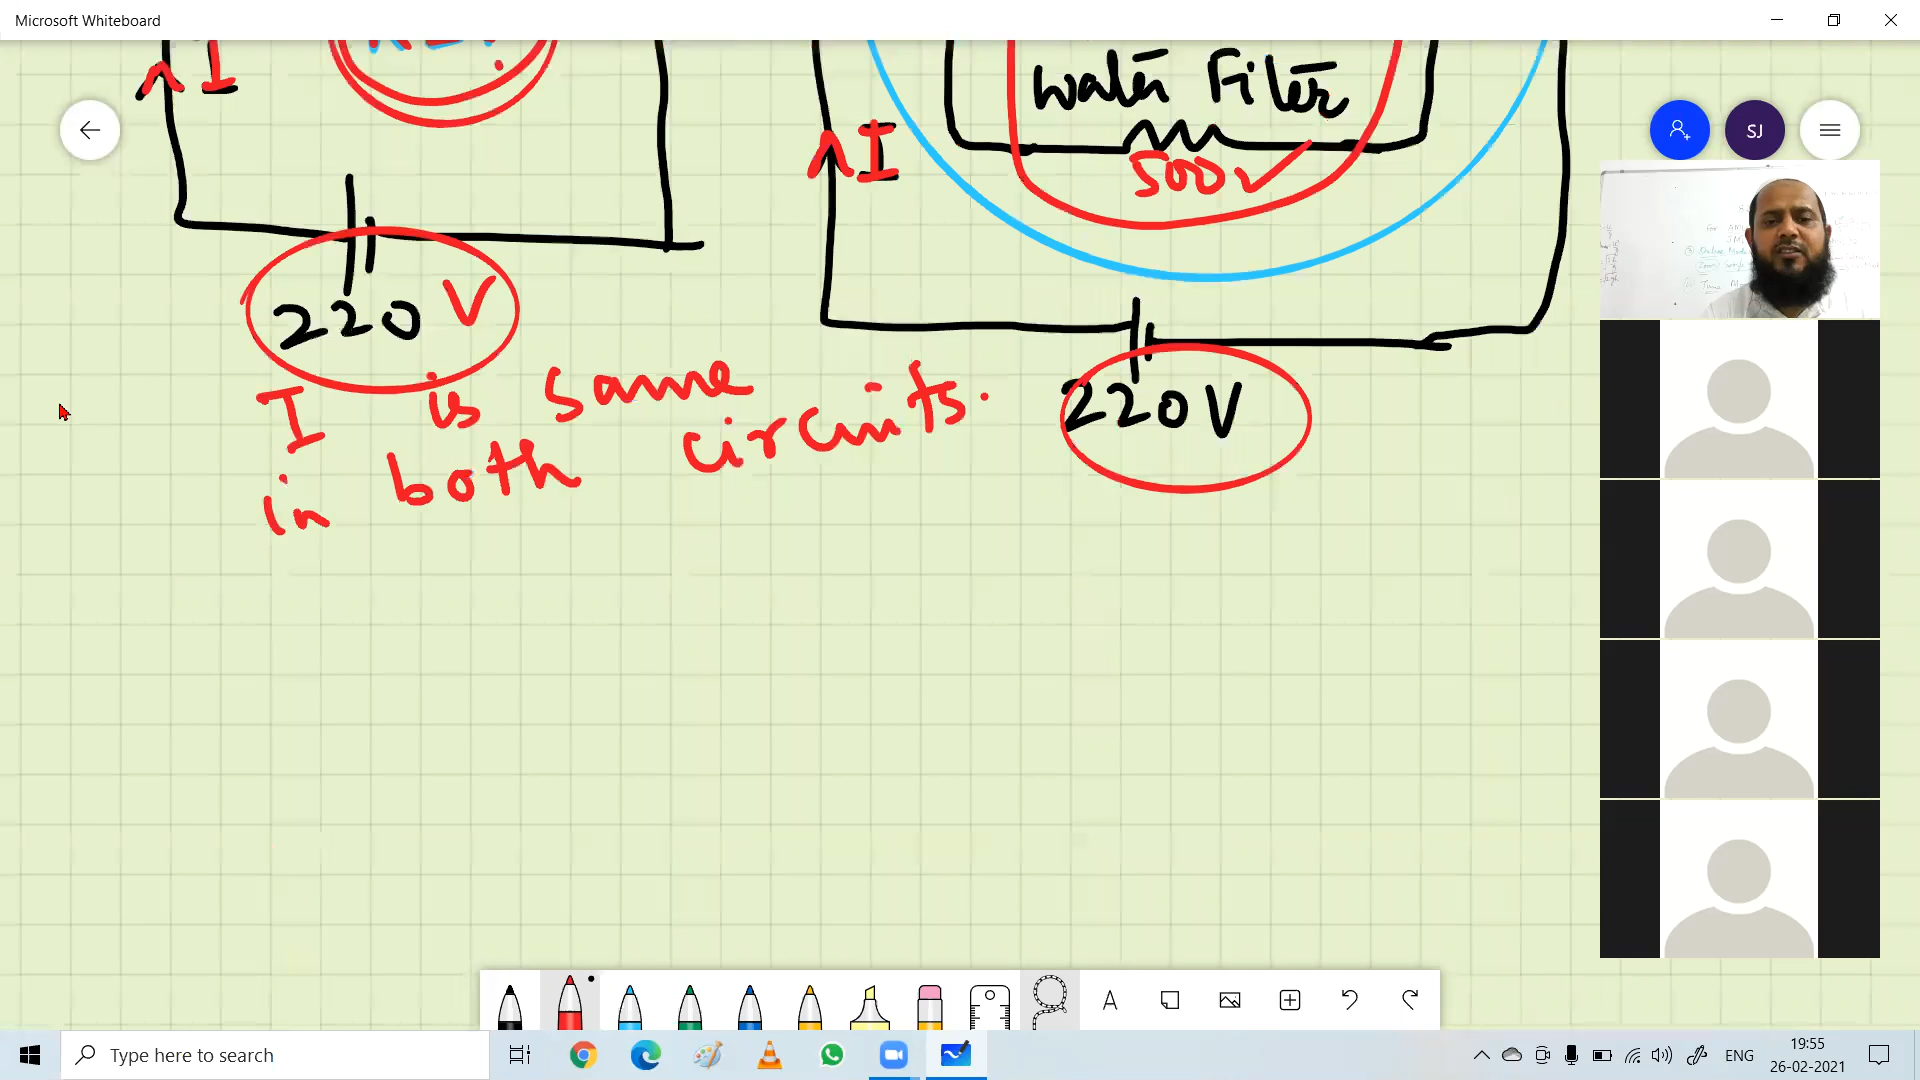 Microsoft Whiteboard
I
Water Filter
I
500V
SJ
220 V
220V
I is same
in both circuits.
A
Type here to search
ENG
19:55
26-02-2021